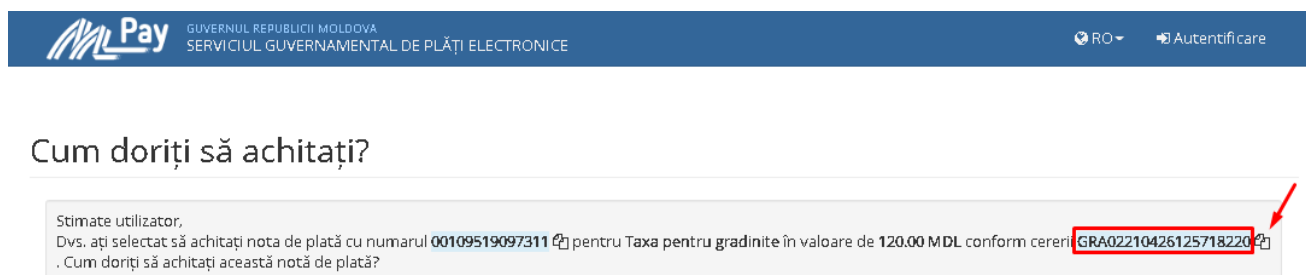 Pay
GUVERNUL REPUBLICII MOLDOVA
SERVICIUL GUVERNAMENTAL DE PLĂȚI ELECTRONICE
RO
Autentificare
Cum doriți să achitați?
Stimate utilizator,
Dvs. ați selectat să achitați nota de plată cu numarul 00109519097311 pentru Taxa pentru gradinite în valoare de 120.00 MDL conform cererii GRA02210426125718220
. Cum doriți să achitați această notă de plată?